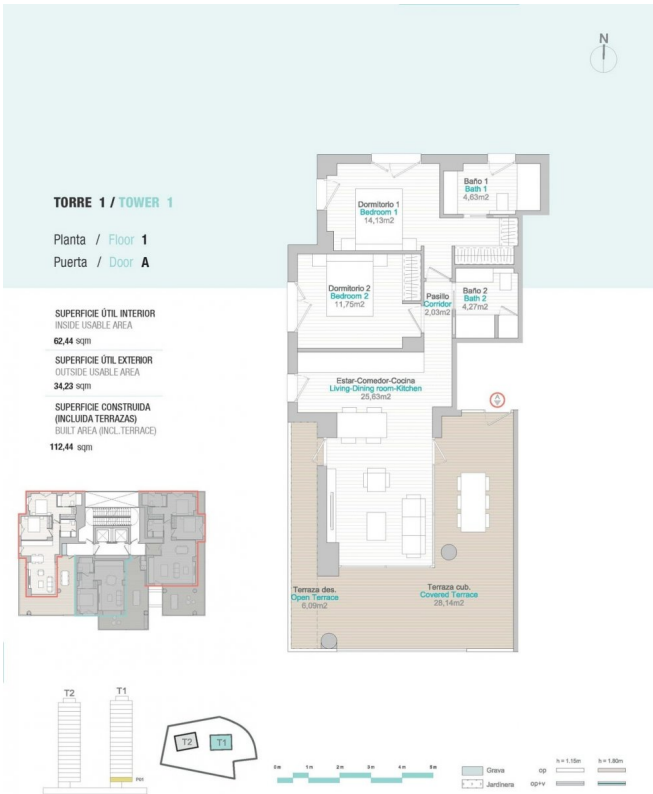 N
TORRE 1 / TOWER 1
Planta / Floor 1
Puerta / Door A
SUPERFICIE ÚTIL INTERIOR
INSIDE USABLE AREA
62,44 sqm
SUPERFICIE ÚTIL EXTERIOR
OUTSIDE USABLE AREA
34,23 sqm
SUPERFICIE CONSTRUIDA
(INCLUIDA TERRAZAS)
BUILT AREA (INCL.TERRACE)
112,44 sqm
Baño 1
Bath 1
4,63m2
Dormitorio 1
Bedroom 1
14,13m2
Dormitorio 2
Bedroom 2
11,75m2
Pasillo
Corridor
2,03m2
Baño 2
Bath 2
4,27m2
Estar-Comedor-Cocina
Living-Dining room-Kitchen
25,63m2
A
Terraza des.
Open Terrace
6,09m2
Terraza cub.
Covered Terrace
28,14m2
T2
T1
P01
T2
T1
0m 1m 2m 3m 4m 5m
Grava
Jardinera
h = 1.10m h = 1.80m
op
op+v